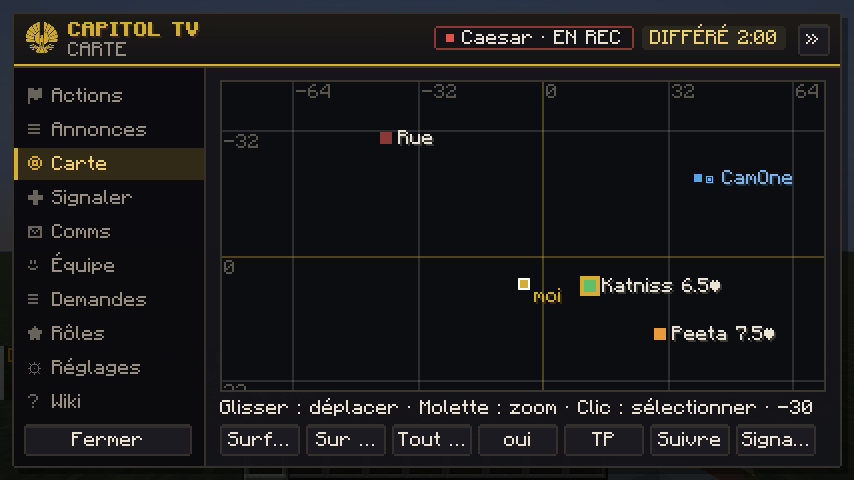 CAPITOL TV
CARTE
Caesar · EN REC
DIFFÉRÉ 2:00
»
Actions
Annonces
Carte
Signaler
Comms
Équipe
Demandes
Rôles
Réglages
? Wiki
Fermer
-64
-32
0
32
64
-32
Rue
CamOne
0
Katniss 6.5♥
moi
Peeta 7.5♥
Glisser : déplacer · Molette : zoom · Clic : sélectionner · -30
Surf...
Sur ...
Tout ...
oui
TP
Suivre
Signa...